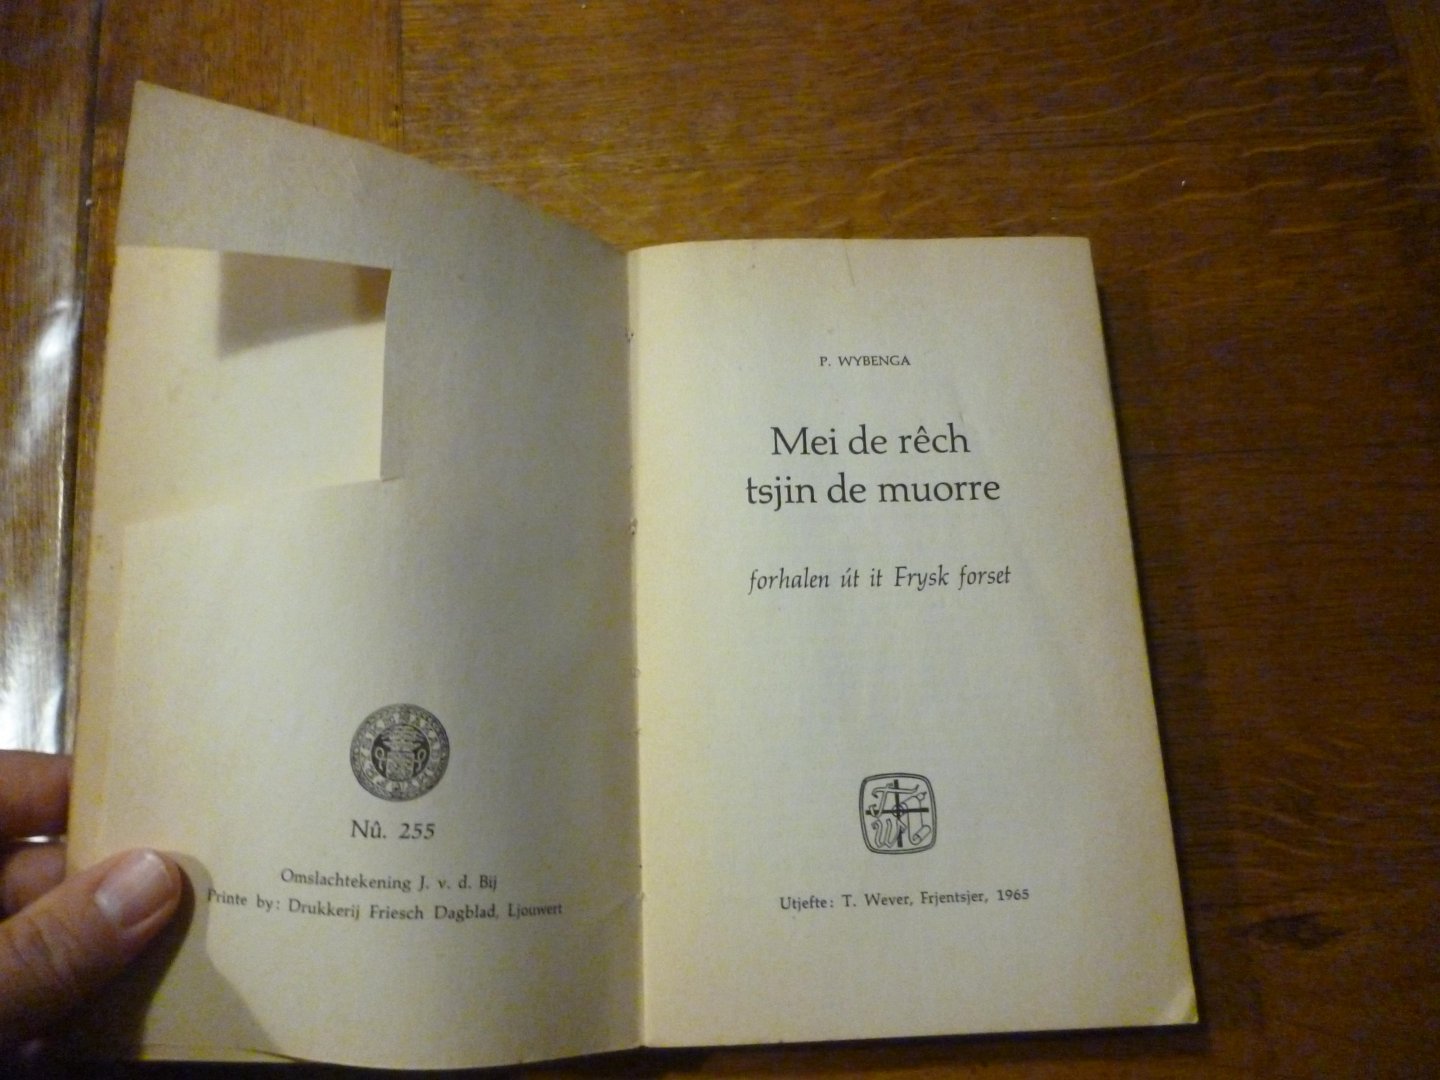 Nû. 255
Omslachtekening J. v. d. Bij
Printe by: Drukkerij Friesch Dagblad, Ljouwert
P. WYBENGA
Mei de rêch
tsjin de muorre
forhalen út it Frysk forset
Utjefte: T. Wever, Frjentsjer, 1965